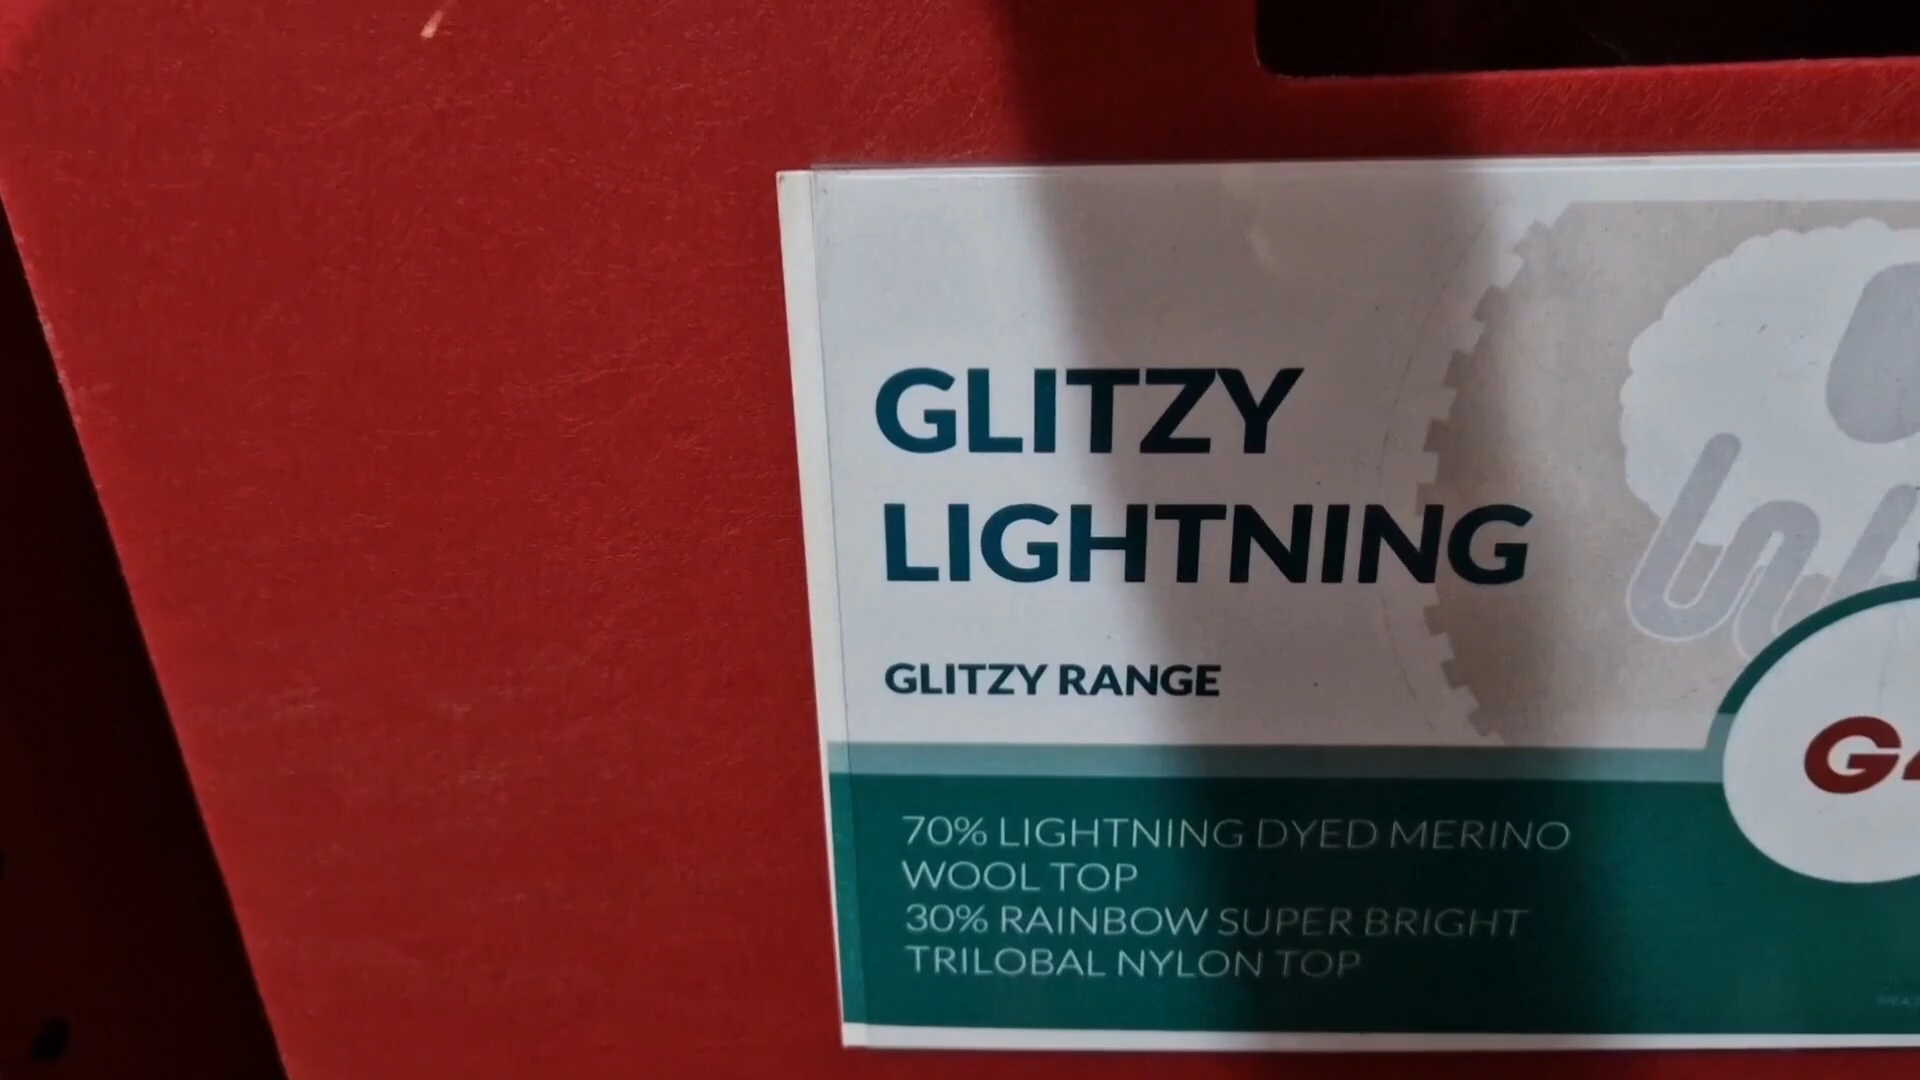 GLITZY
LIGHTNING
GLITZY RANGE
70% LIGHTNING DYED MERINO
WOOL TOP
30% RAINBOW SUPER BRIGHT
TRILOBAL NYLON TOP